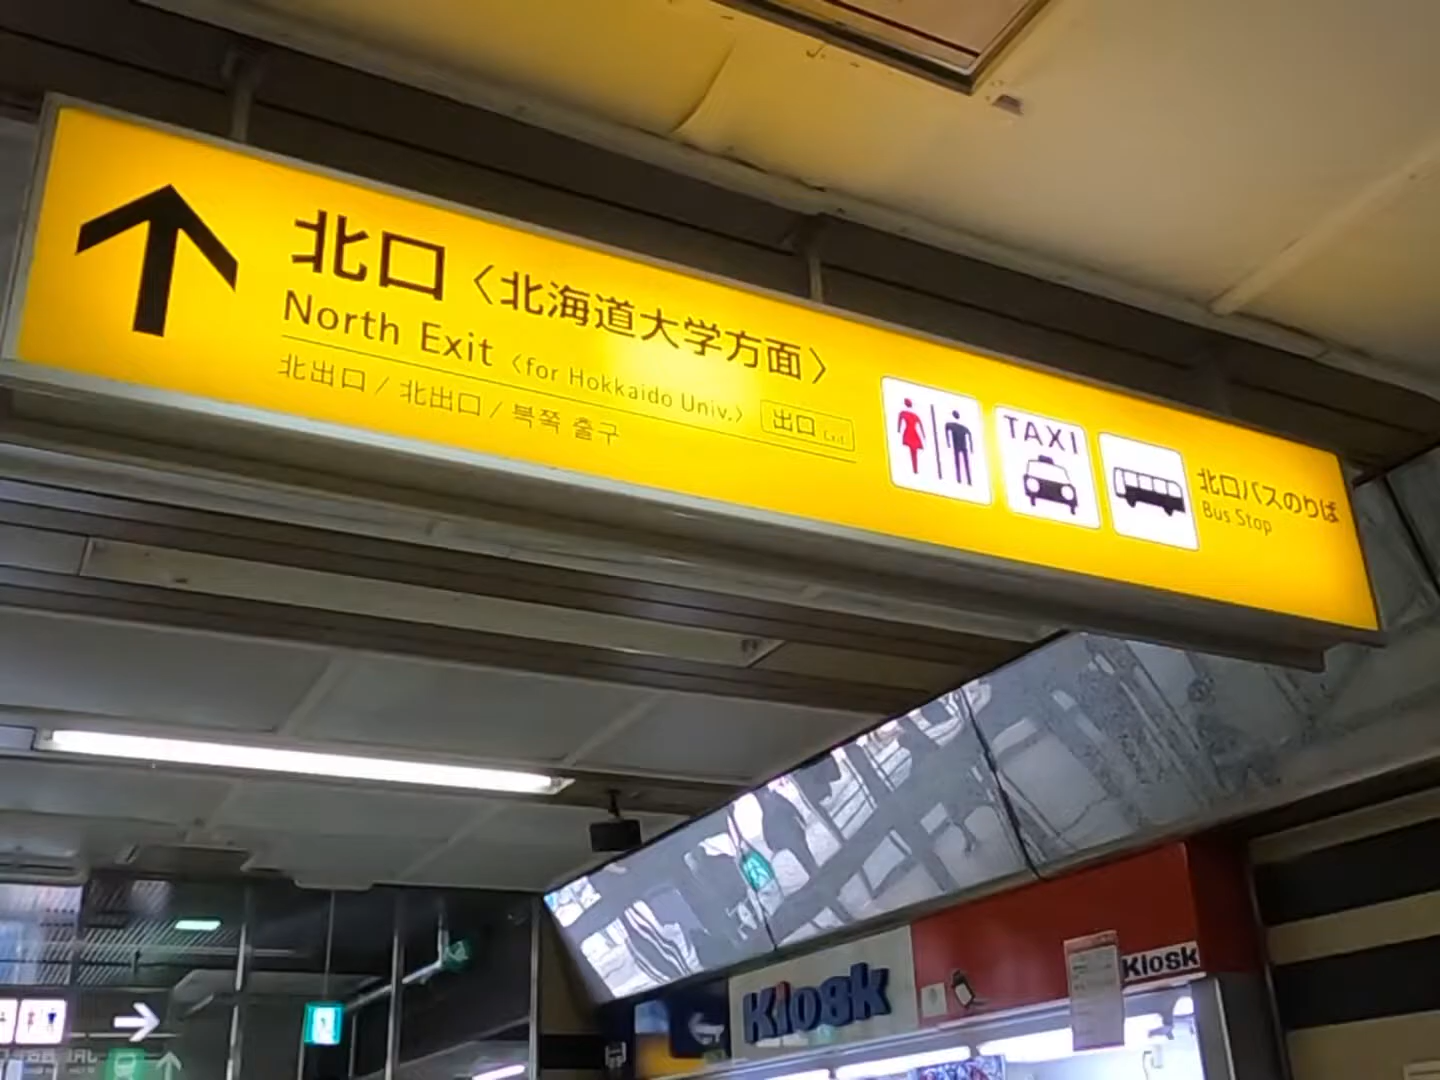 北口〈北海道大学方面〉
North Exit 〈for Hokkaido Univ.〉
出口 Exit
北出口 / 北出口 / 북쪽 출구
TAXI
北口バスのりば
Bus Stop
Kiosk
Kiosk